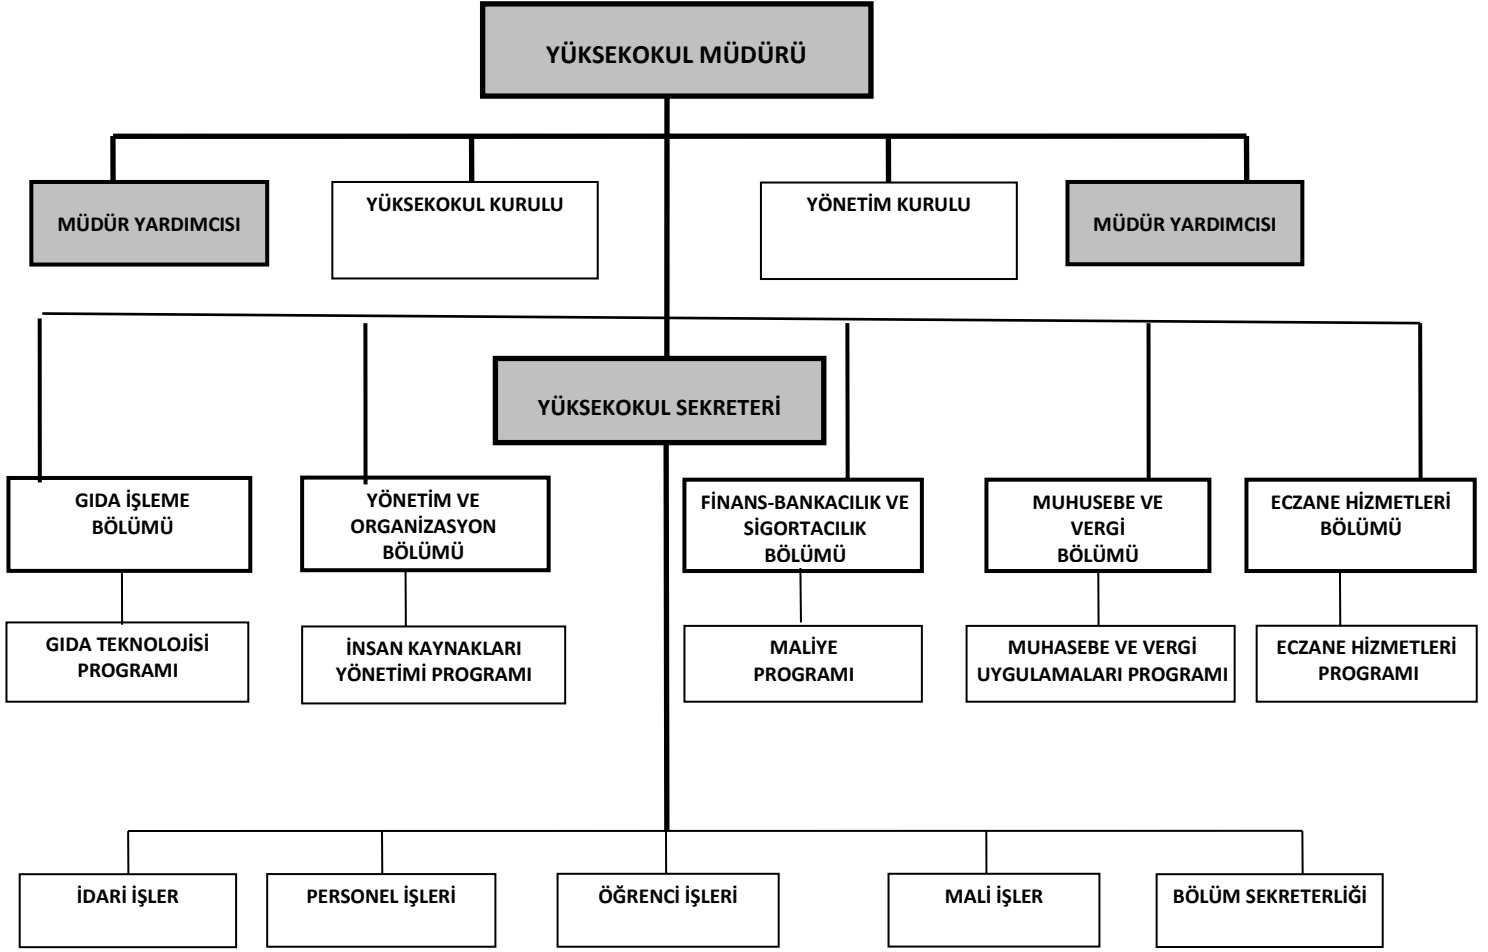 YÜKSEKOKUL MÜDÜRÜ
MÜDÜR YARDIMCISI
YÜKSEKOKUL KURULU
YÖNETİM KURULU
MÜDÜR YARDIMCISI
YÜKSEKOKUL SEKRETERİ
GIDA İŞLEME
BÖLÜMÜ
YÖNETİM VE
ORGANİZASYON
BÖLÜMÜ
FİNANS-BANKACILIK VE
SİGORTACILIK
BÖLÜMÜ
MUHUSEBE VE
VERGİ
BÖLÜMÜ
ECZANE HİZMETLERİ
BÖLÜMÜ
GIDA TEKNOLOJİSİ
PROGRAMI
İNSAN KAYNAKLARI
YÖNETİMİ PROGRAMI
MALİYE
PROGRAMI
MUHASEBE VE VERGİ
UYGULAMALARI PROGRAMI
ECZANE HİZMETLERİ
PROGRAMI
İDARİ İŞLER
PERSONEL İŞLERİ
ÖĞRENCİ İŞLERİ
MALİ İŞLER
BÖLÜM SEKRETERLİĞİ